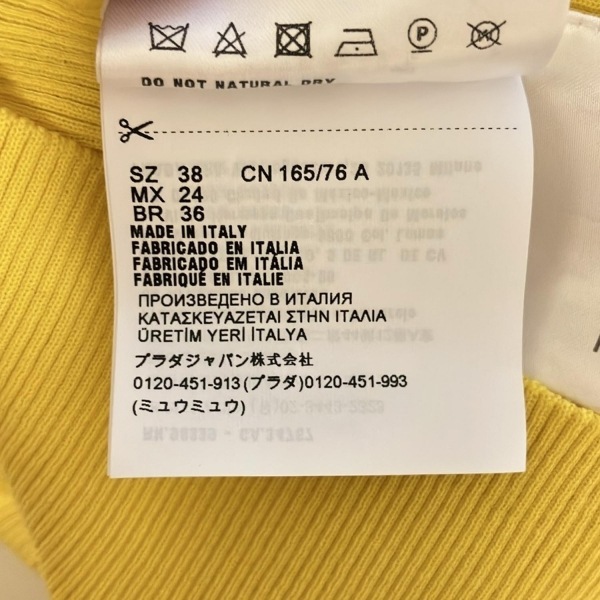 DO NOT NATURAL DRY
SZ 38 CN 165/76 A
MX 24
BR 36
MADE IN ITALY
FABRICADO EN ITALIA
FABRICADO EM ITÁLIA
FABRIQUÉ EN ITALIE
ПРОИЗВЕДЕНО В ИТАЛИЯ
ΚΑΤΑΣΚΕΥΑΖΕΤΑΙ ΣΤΗΝ ΙΤΑΛΙΑ
ÜRETİM YERİ İTALYA
プラダジャパン株式会社
0120-451-913(プラダ)0120-451-993
(ミュウミュウ)